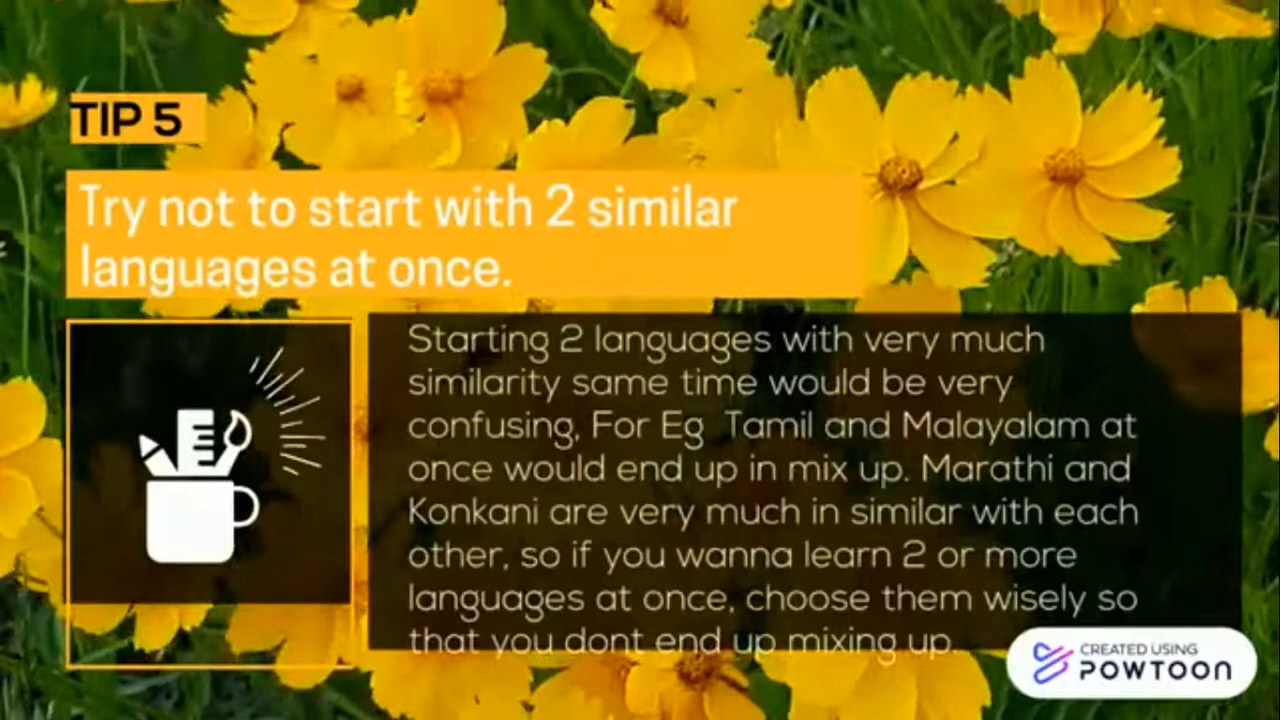 TIP 5
Try not to start with 2 similar
languages at once.
Starting 2 languages with very much
similarity same time would be very
confusing, For Eg Tamil and Malayalam at
once would end up in mix up. Marathi and
Konkani are very much in similar with each
other, so if you wanna learn 2 or more
languages at once, choose them wisely so
that you dont end up mixing up.
CREATED USING
POWTOON